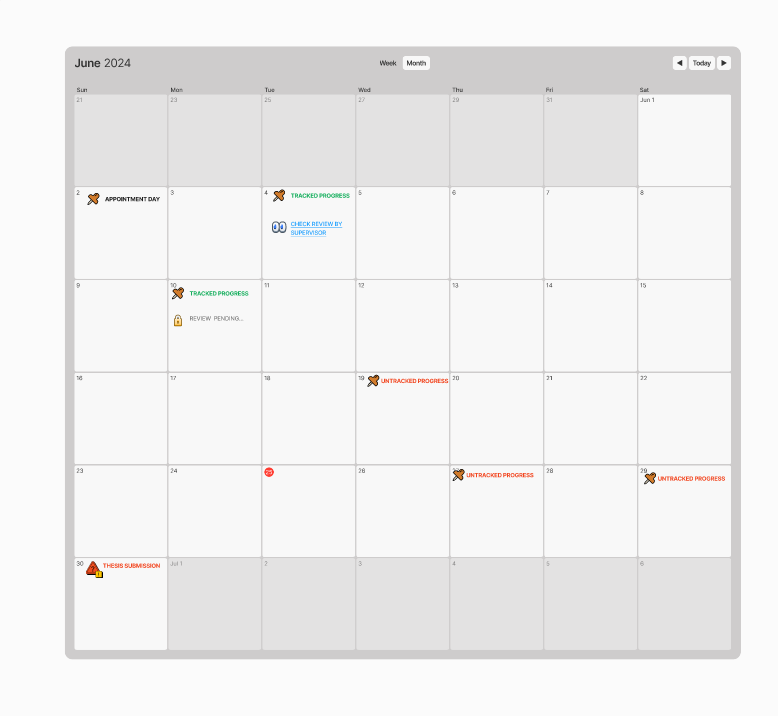 June 2024
Week Month
◀ Today ▶
Sun Mon Tue Wed Thu Fri Sat
21 23 25 27 29 31 Jun 1
2 APPOINTMENT DAY
3
4 TRACKED PROGRESS
CHECK REVIEW BY
SUPERVISOR
5 6 7 8
9
10 TRACKED PROGRESS
REVIEW PENDING...
11 12 13 14 15
16 17 18
19 UNTRACKED PROGRESS
20 21 22
23 24 25 26
UNTRACKED PROGRESS
28
29 UNTRACKED PROGRESS
30 THESIS SUBMISSION
Jul 1 2 3 4 5 6